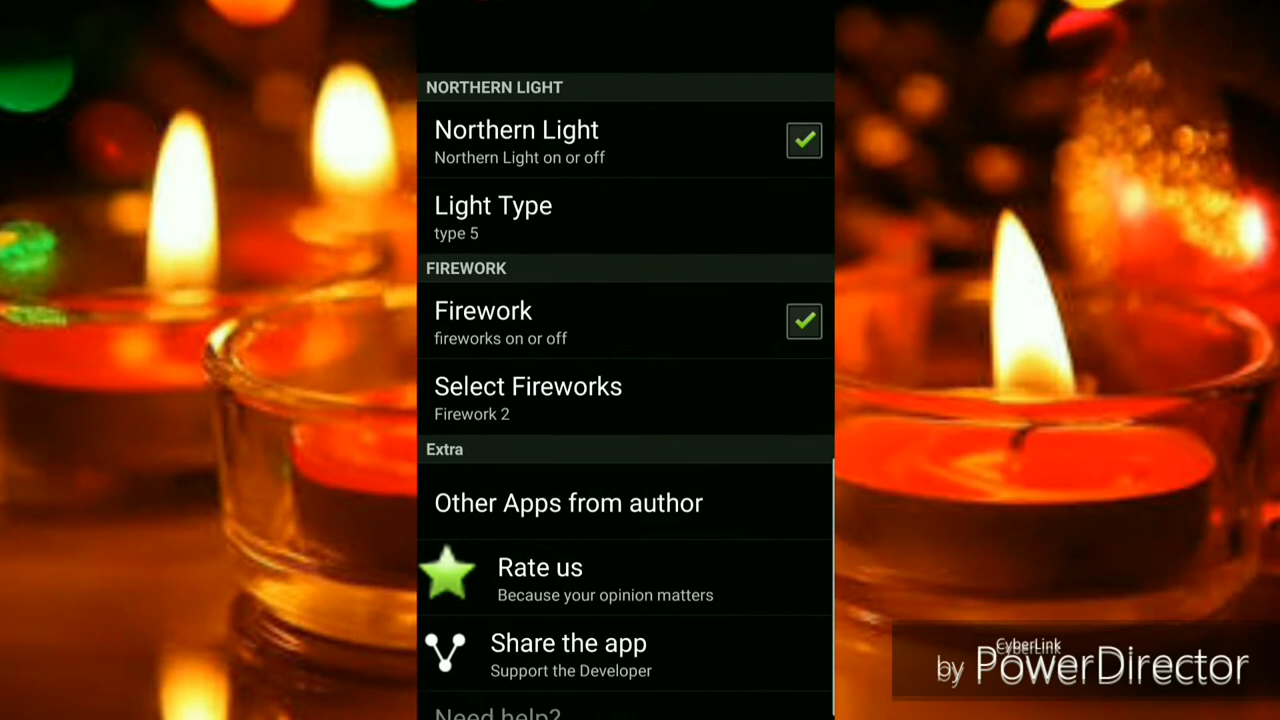 NORTHERN LIGHT
Northern Light
Northern Light on or off
Light Type
type 5
FIREWORK
Firework
fireworks on or off
Select Fireworks
Firework 2
Extra
Other Apps from author
Rate us
Because your opinion matters
Share the app
Support the Developer
Need help?
CyberLink
by PowerDirector